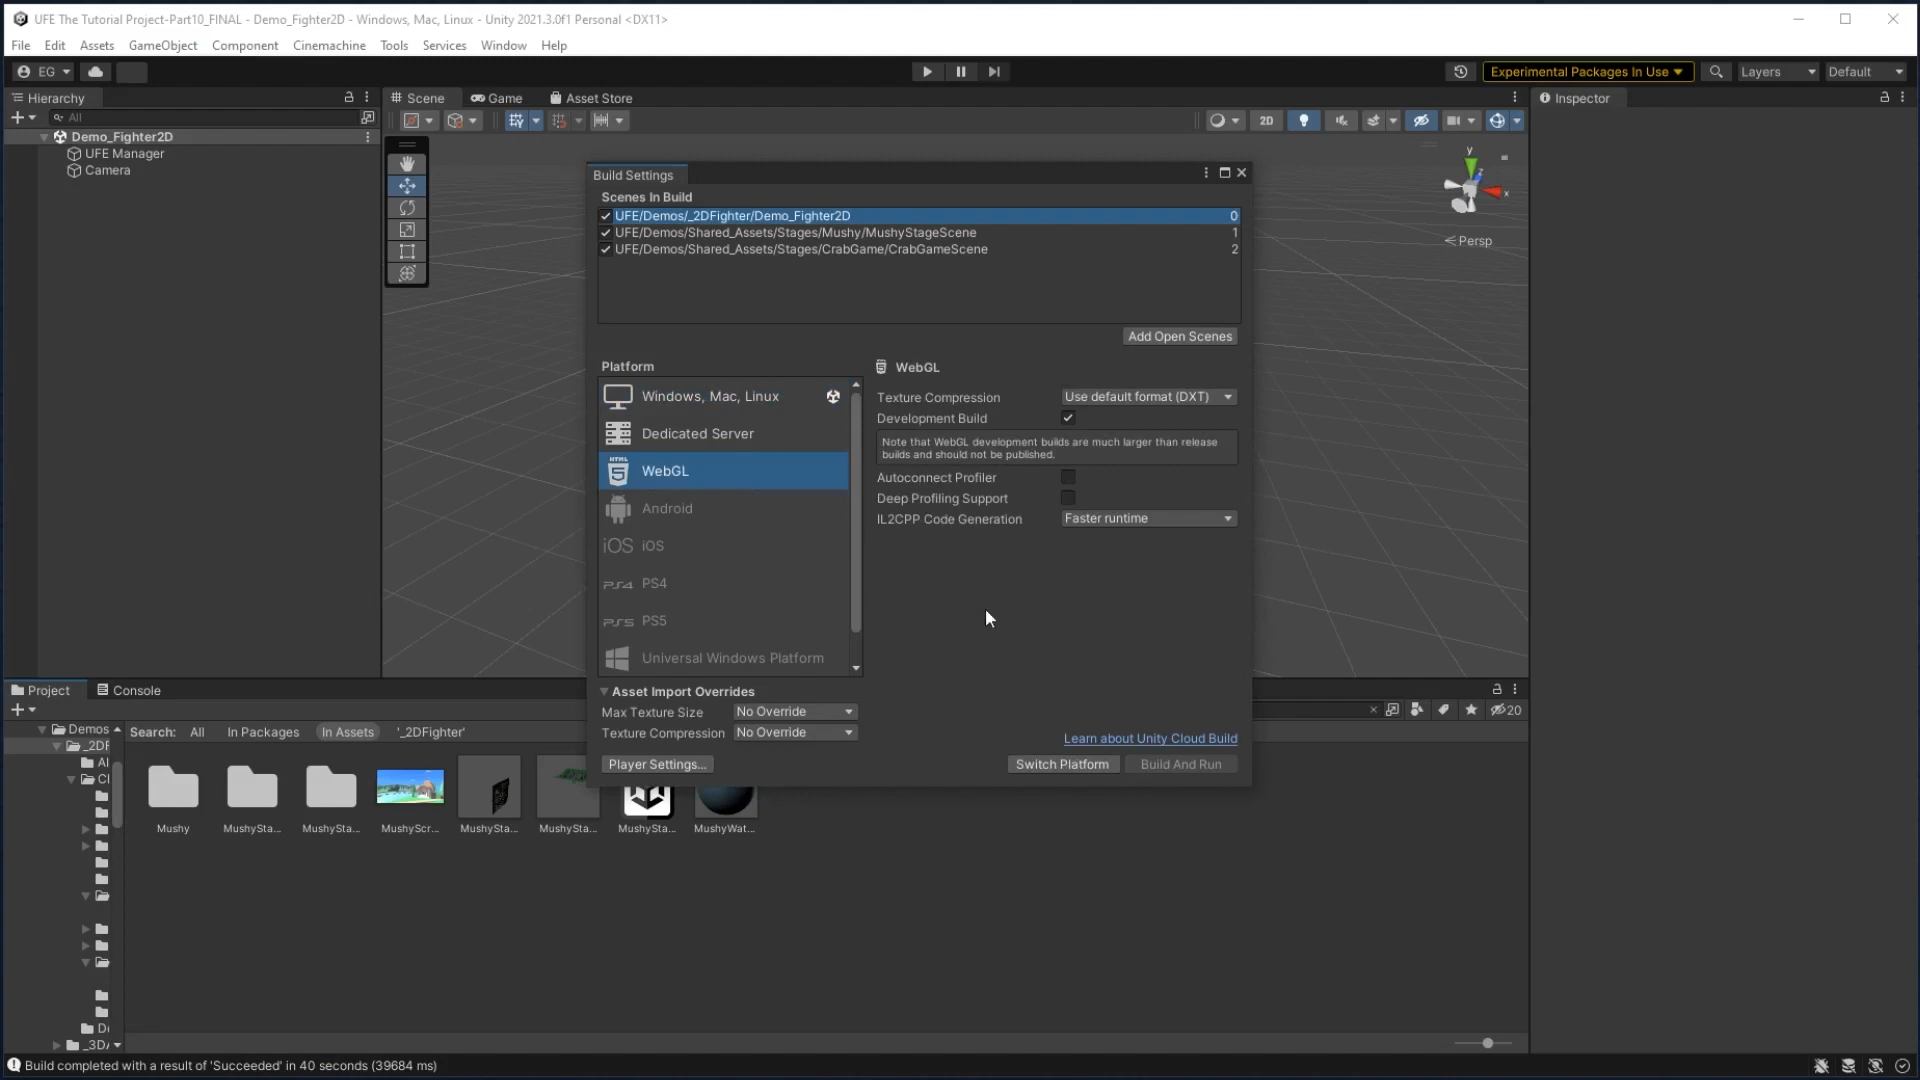 UFE The Tutorial Project-Part10_FINAL - Demo_Fighter2D - Windows, Mac, Linux - Unity 2021.3.0f1 Personal <DX11>
File Edit Assets GameObject Component Cinemachine Tools Services Window Help
EG Experimental Packages In Use Layers Default
Hierarchy Scene Game Asset Store Inspector
All 2D
Demo_Fighter2D
UFE Manager
Camera
y
z
x
Persp
Build Settings
Scenes In Build
UFE/Demos/_2DFighter/Demo_Fighter2D 0
UFE/Demos/Shared_Assets/Stages/Mushy/MushyStageScene 1
UFE/Demos/Shared_Assets/Stages/CrabGame/CrabGameScene 2
Add Open Scenes
Platform
Windows, Mac, Linux
Dedicated Server
HTML 5 WebGL
Android
iOS iOS
PS4 PS4
PS5 PS5
Universal Windows Platform
WebGL
Texture Compression Use default format (DXT)
Development Build
Note that WebGL development builds are much larger than release
builds and should not be published.
Autoconnect Profiler
Deep Profiling Support
IL2CPP Code Generation Faster runtime
Asset Import Overrides
Max Texture Size No Override
Texture Compression No Override
Learn about Unity Cloud Build
Player Settings... Switch Platform Build And Run
Project Console
20
Demos
_2DF
Al
Cl
D
_3D
Search: All In Packages In Assets '_2DFighter'
Mushy MushySta... MushySta... MushyScr... MushySta... MushySta... MushySta... MushyWat...
Build completed with a result of 'Succeeded' in 40 seconds (39684 ms)